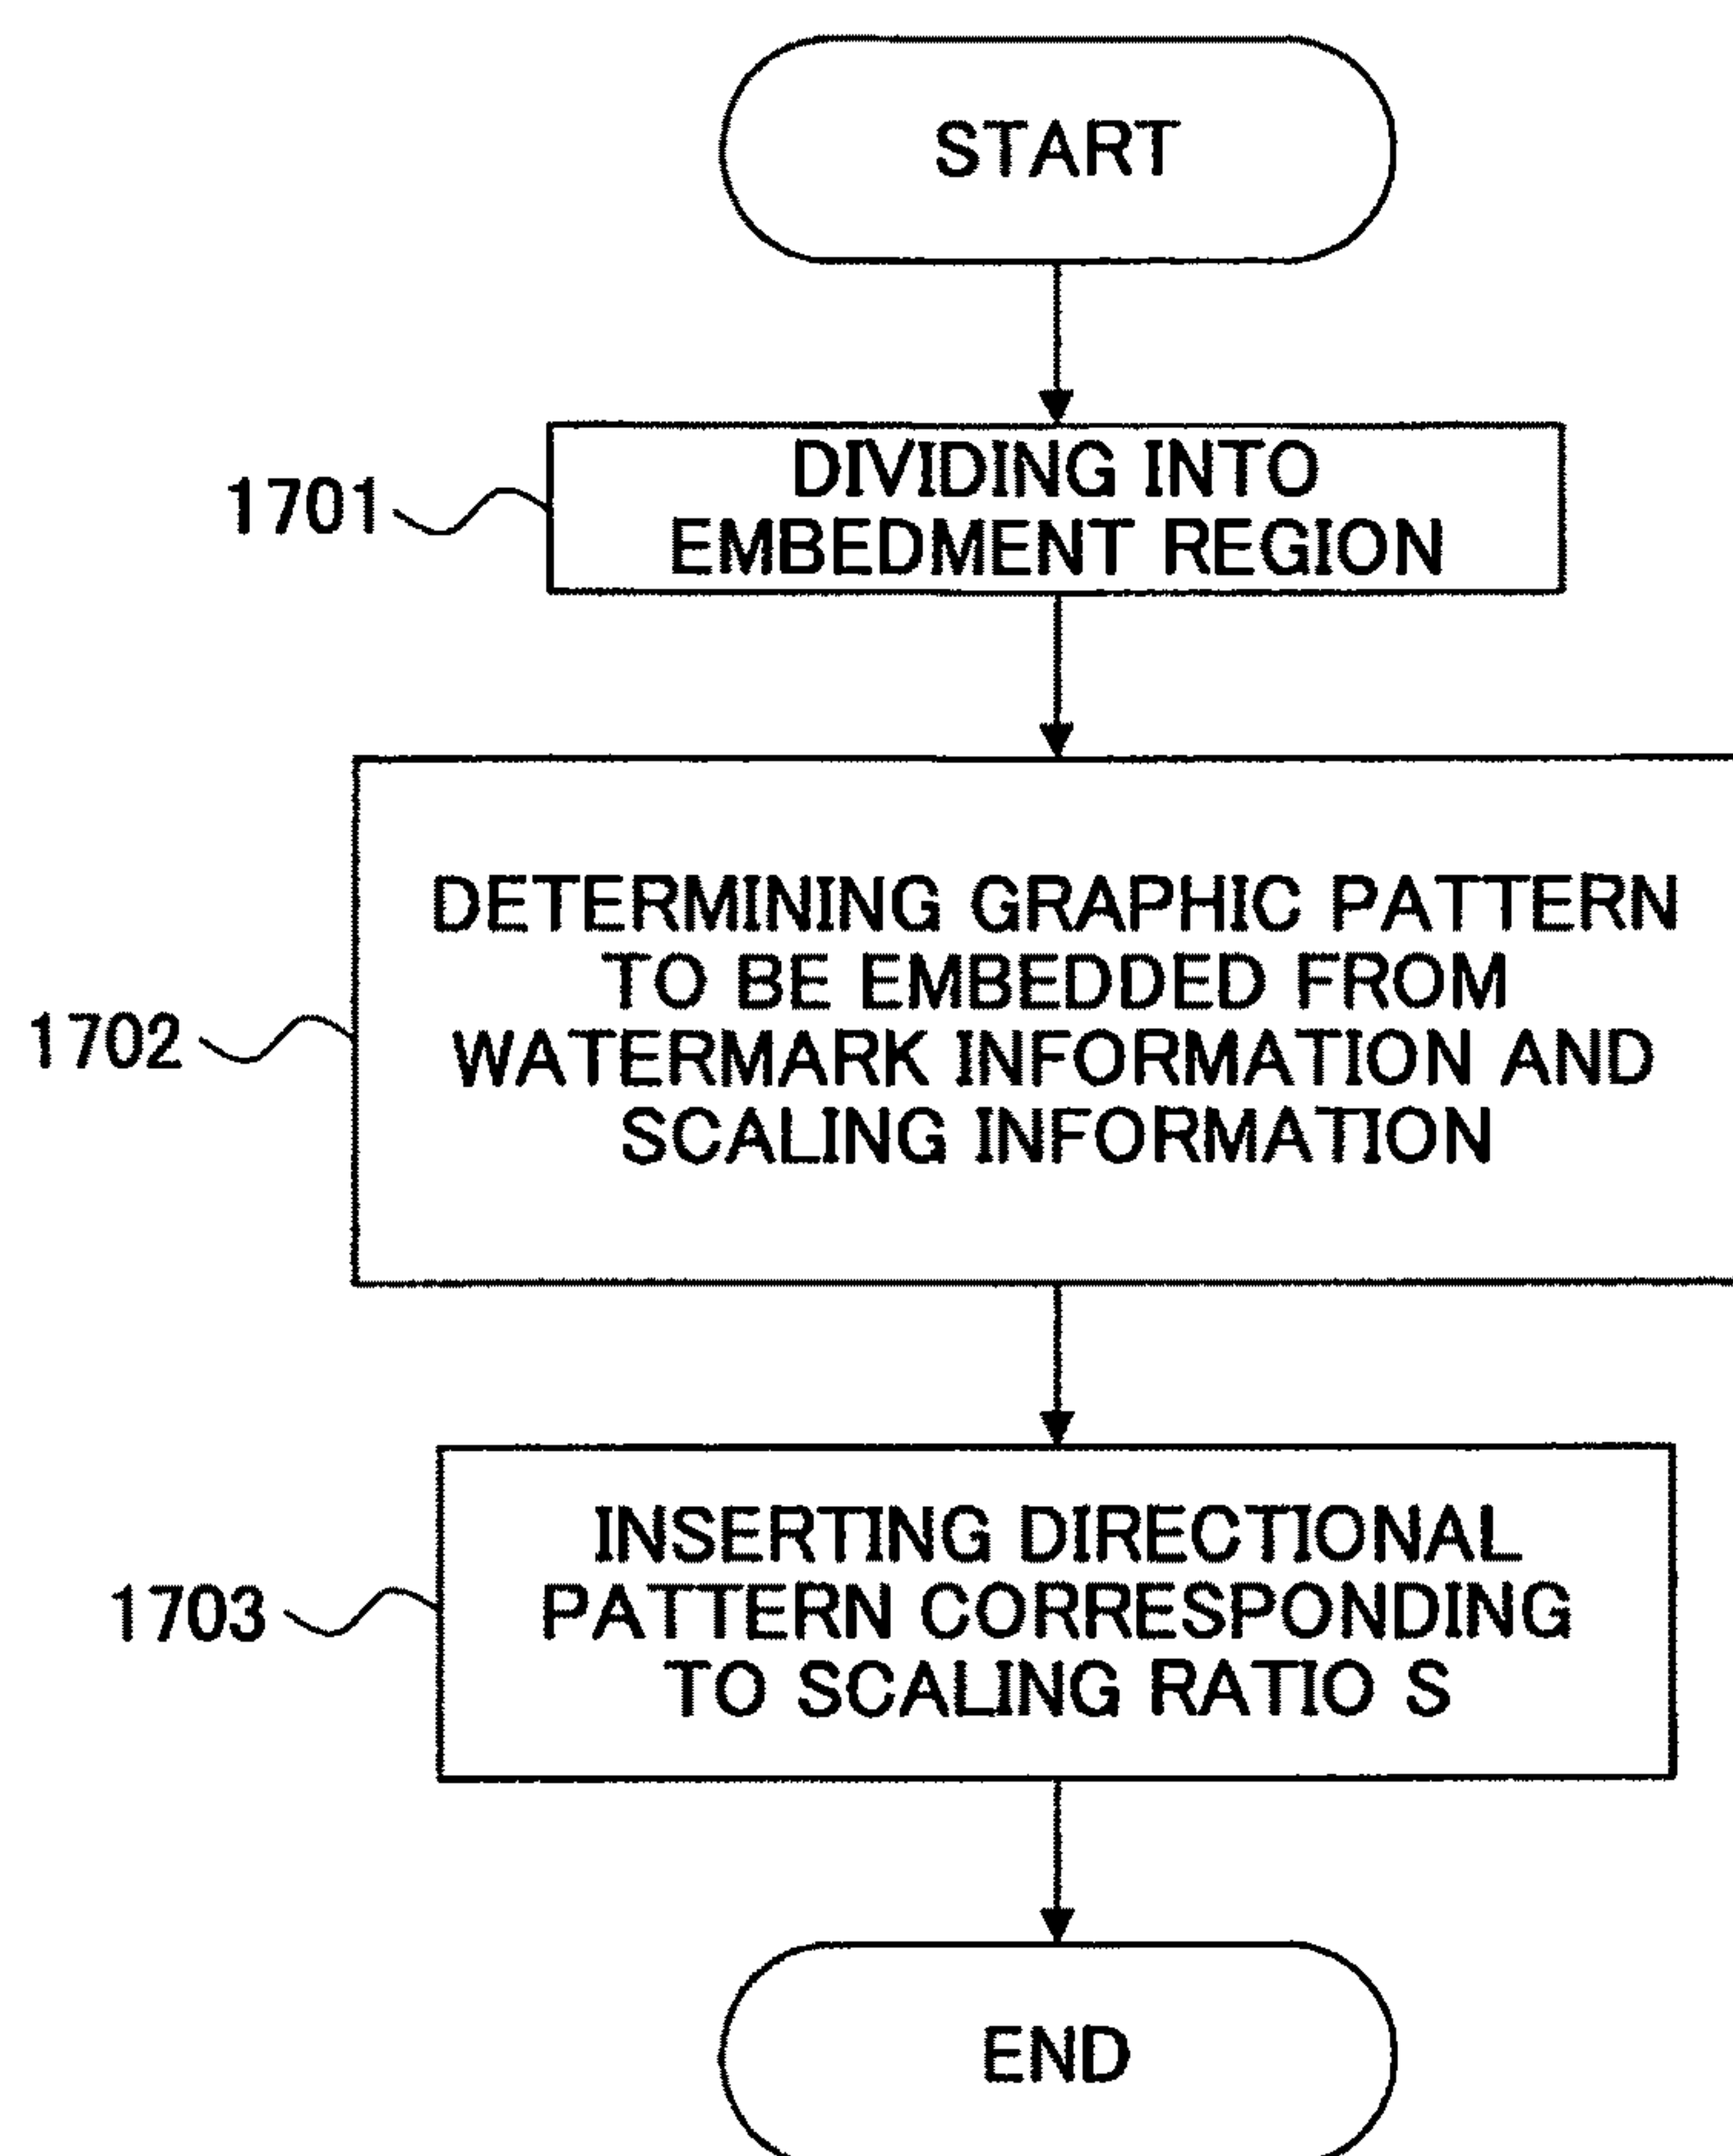 START
1701
DIVIDING INTO
EMBEDMENT REGION
1702
DETERMINING GRAPHIC PATTERN
TO BE EMBEDDED FROM
WATERMARK INFORMATION AND
SCALING INFORMATION
1703
INSERTING DIRECTIONAL
PATTERN CORRESPONDING
TO SCALING RATIO S
END